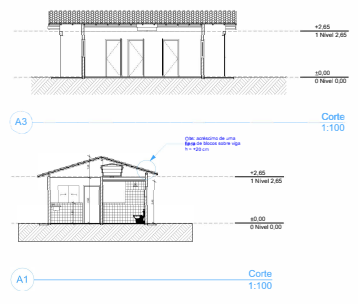 +2,65
1 Nível 2,65
±0,00
0 Nível 0,00
A3
Corte
1:100
Obs: acréscimo de uma
fileira de blocos sobre viga
h = +20 cm
+2,65
1 Nível 2,65
±0,00
0 Nível 0,00
A1
Corte
1:100